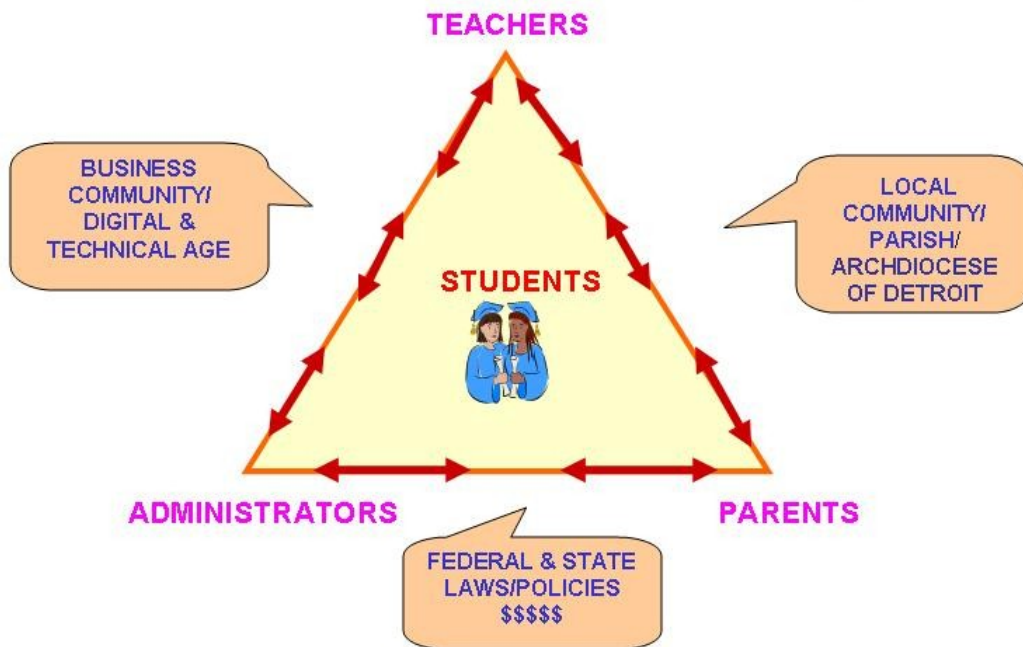 TEACHERS
BUSINESS
COMMUNITY/
DIGITAL &
TECHNICAL AGE
LOCAL
COMMUNITY/
PARISH/
ARCHDIOCESE
OF DETROIT
STUDENTS
ADMINISTRATORS
PARENTS
FEDERAL & STATE
LAWS/POLICIES
$$$$$